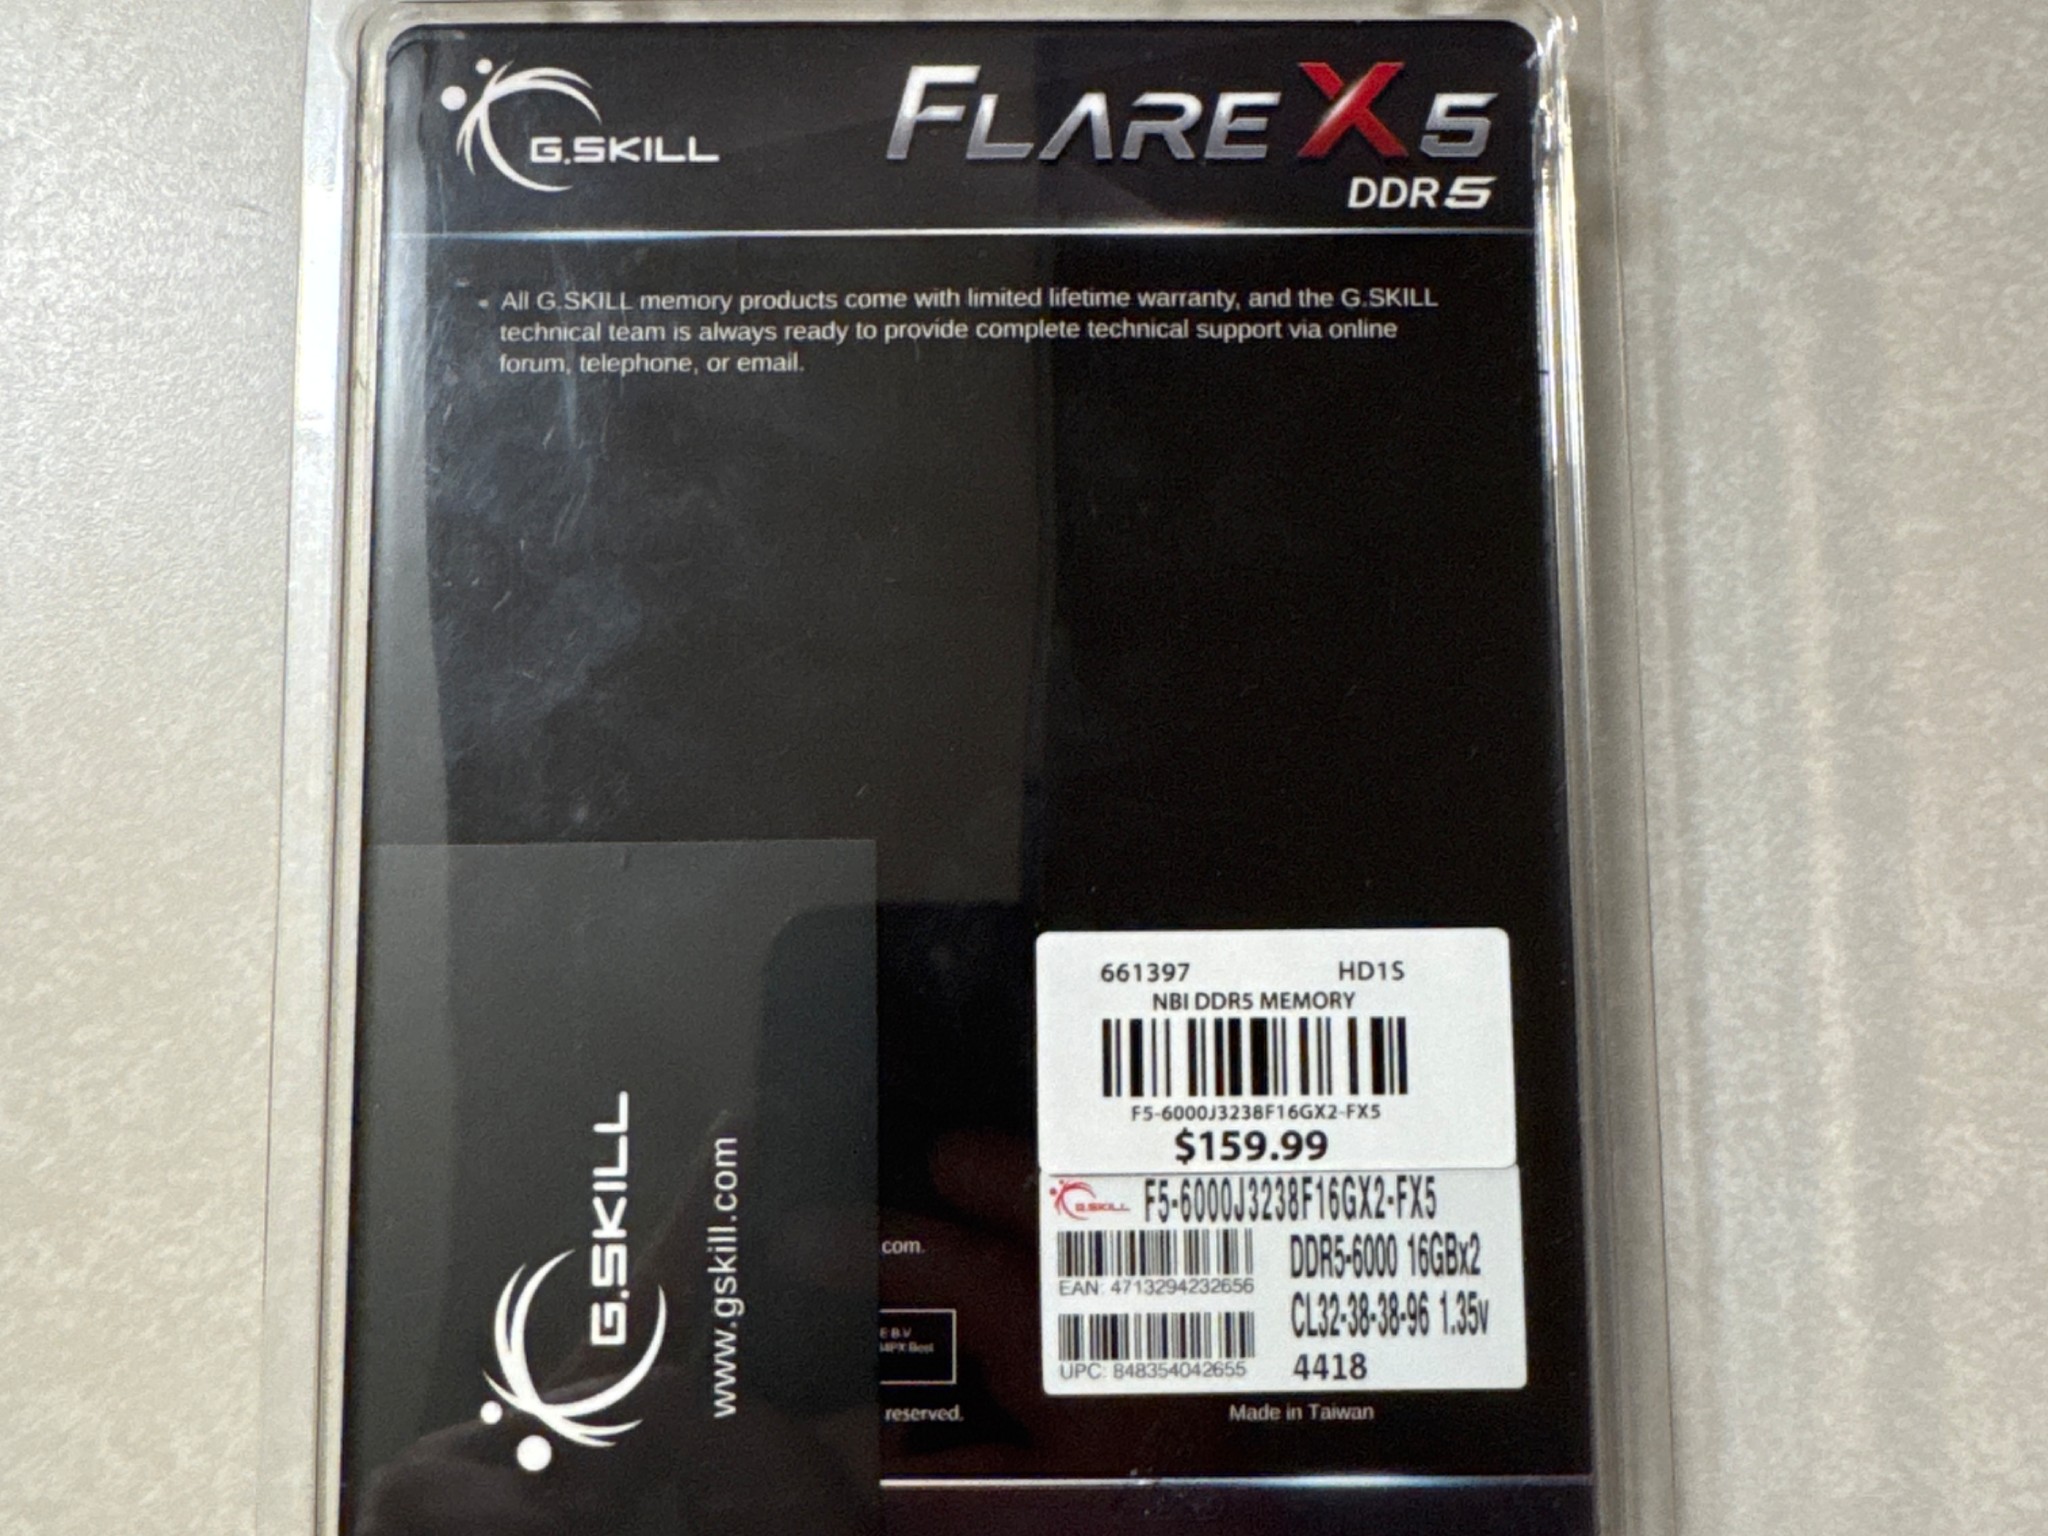 G.SKILL
FLARE X5
DDR5
All G.SKILL memory products come with limited lifetime warranty, and the G.SKILL
technical team is always ready to provide complete technical support via online
forum, telephone, or email.
661397 HD1S
NBI DDR5 MEMORY
F5-6000J3238F16GX2-FX5
$159.99
G.SKILL F5-6000J3238F16GX2-FX5
DDR5-6000 16GBx2
EAN: 4713294232656
CL32-38-38-96 1.35v
UPC: 848354042655
4418
Made in Taiwan
G.SKILL
www.gskill.com
com.
E B.V
Best
reserved.